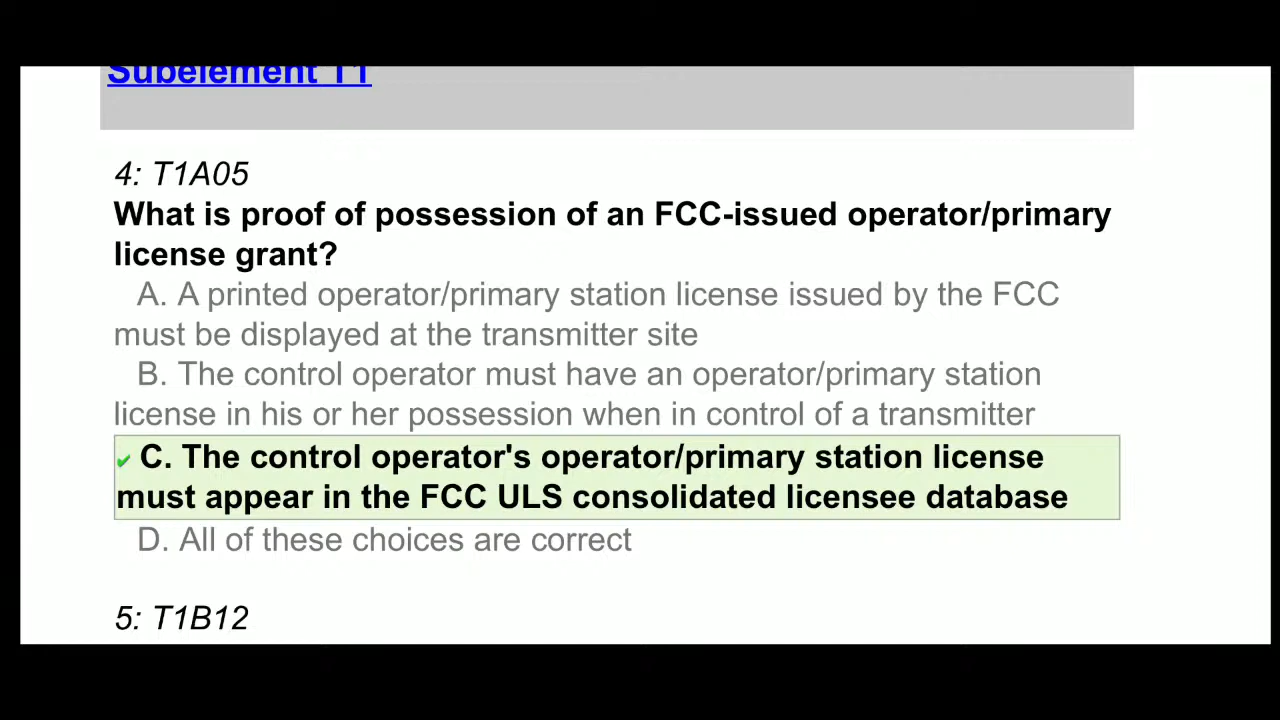 Subelement T1
4: T1A05
What is proof of possession of an FCC-issued operator/primary
license grant?
A. A printed operator/primary station license issued by the FCC
must be displayed at the transmitter site
B. The control operator must have an operator/primary station
license in his or her possession when in control of a transmitter
C. The control operator's operator/primary station license
must appear in the FCC ULS consolidated licensee database
D. All of these choices are correct
5: T1B12